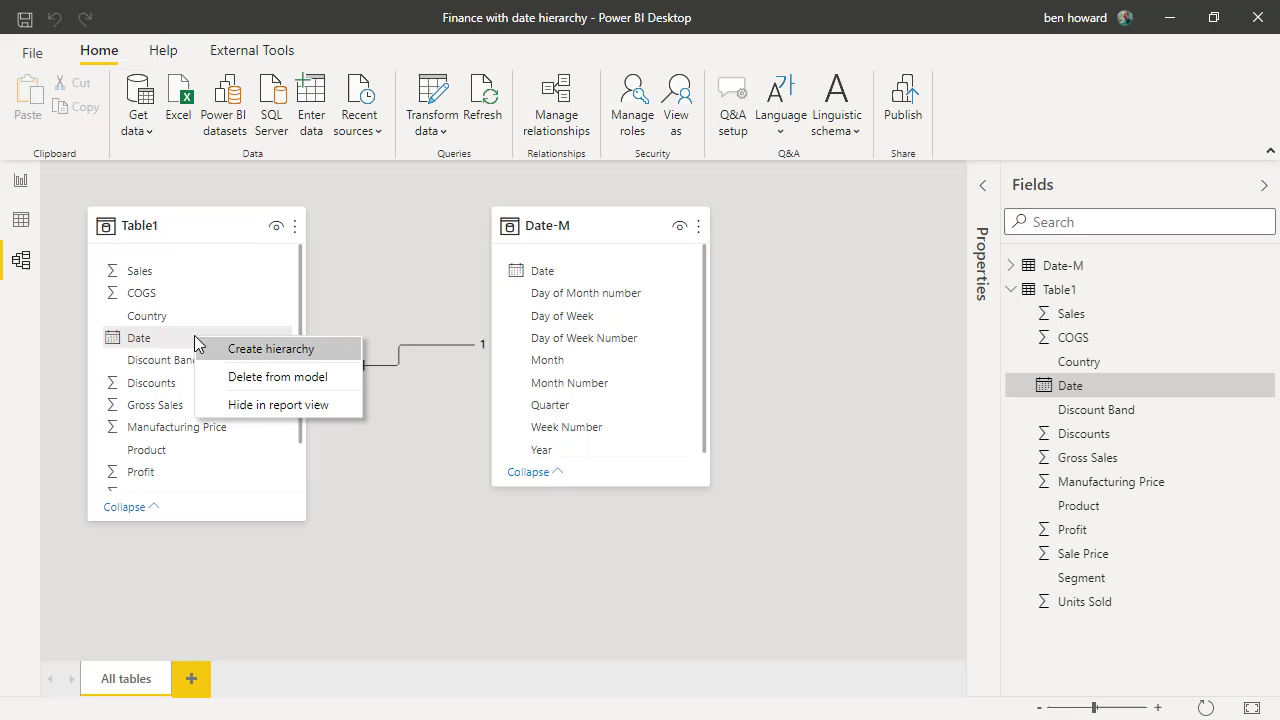 Finance with date hierarchy - Power BI Desktop
ben howard
File
Home
Help
External Tools
Paste
Cut
Copy
Clipboard
Get
data
Excel
Power BI
datasets
SQL
Server
Enter
data
Recent
sources
Data
Transform
data
Refresh
Queries
Manage
relationships
Relationships
Manage
roles
View
as
Security
Q&A
setup
Language
Linguistic
schema
Q&A
Publish
Share
Table1
Sales
COGS
Country
Date
Discount Band
Discounts
Gross Sales
Manufacturing Price
Product
Profit
Collapse
Create hierarchy
Delete from model
Hide in report view
1
Date-M
Date
Day of Month number
Day of Week
Day of Week Number
Month
Month Number
Quarter
Week Number
Year
Collapse
Properties
Fields
Search
Date-M
Table1
Sales
COGS
Country
Date
Discount Band
Discounts
Gross Sales
Manufacturing Price
Product
Profit
Sale Price
Segment
Units Sold
All tables